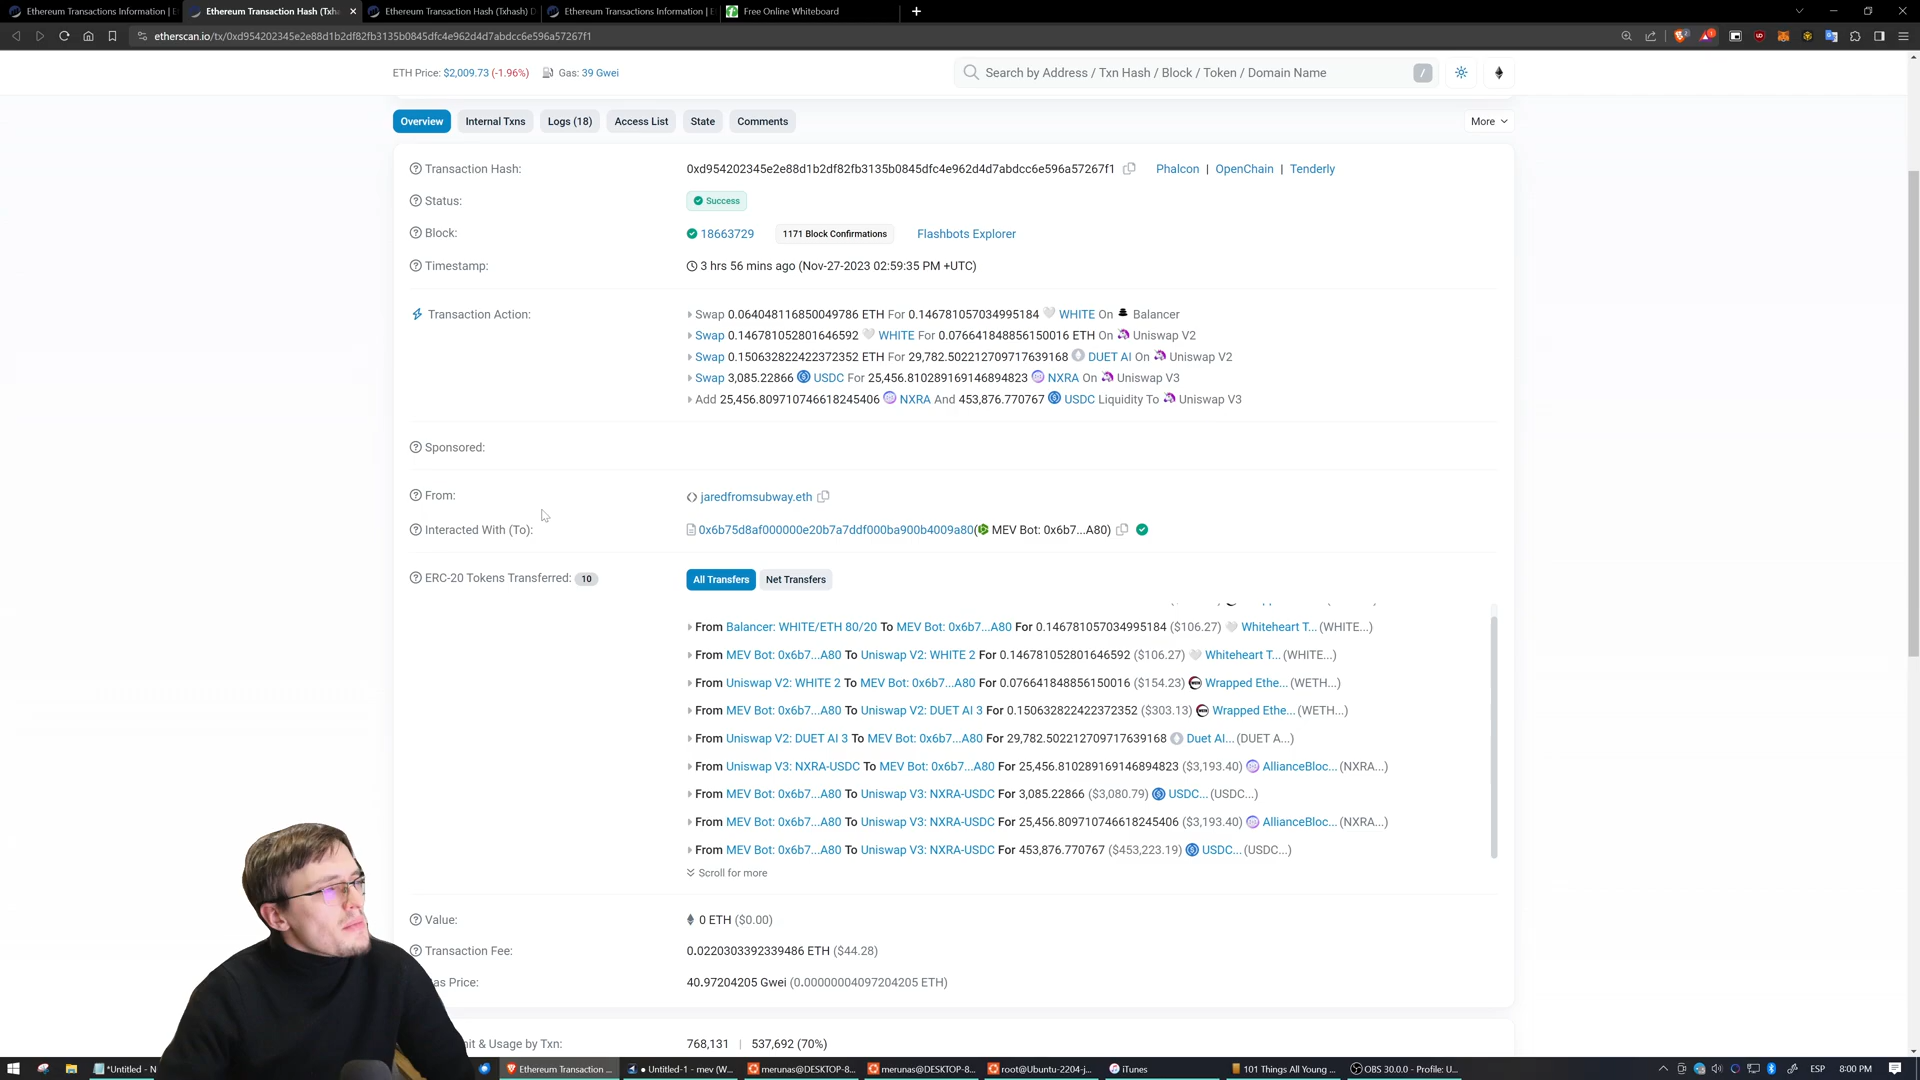 Ethereum Transactions Information | E
Ethereum Transaction Hash (Txha
Ethereum Transaction Hash (Txhash) D
Ethereum Transactions Information | E
Free Online Whiteboard
etherscan.io/tx/0xd954202345e2e88d1b2df82fb3135b0845dfc4e962d4d7abdcc6e596a57267f1
ETH Price: $2,009.73 (-1.96%) Gas: 39 Gwei
Search by Address / Txn Hash / Block / Token / Domain Name /
Overview Internal Txns Logs (18) Access List State Comments More
Transaction Hash: 0xd954202345e2e88d1b2df82fb3135b0845dfc4e962d4d7abdcc6e596a57267f1 Phalcon | OpenChain | Tenderly
Status: Success
Block: 18663729 1171 Block Confirmations Flashbots Explorer
Timestamp: 3 hrs 56 mins ago (Nov-27-2023 02:59:35 PM +UTC)
Transaction Action: Swap 0.064048116850049786 ETH For 0.146781057034995184 WHITE On Balancer
Swap 0.146781052801646592 WHITE For 0.076641848856150016 ETH On Uniswap V2
Swap 0.150632822422372352 ETH For 29,782.502212709717639168 DUET AI On Uniswap V2
Swap 3,085.22866 USDC For 25,456.810289169146894823 NXRA On Uniswap V3
Add 25,456.809710746618245406 NXRA And 453,876.770767 USDC Liquidity To Uniswap V3
Sponsored:
From: jaredfromsubway.eth
Interacted With (To): 0x6b75d8af000000e20b7a7ddf000ba900b4009a80(MEV Bot: 0x6b7...A80)
ERC-20 Tokens Transferred: 10 All Transfers Net Transfers
From Balancer: WHITE/ETH 80/20 To MEV Bot: 0x6b7...A80 For 0.146781057034995184 ($106.27) Whiteheart T... (WHITE...)
From MEV Bot: 0x6b7...A80 To Uniswap V2: WHITE 2 For 0.146781052801646592 ($106.27) Whiteheart T... (WHITE...)
From Uniswap V2: WHITE 2 To MEV Bot: 0x6b7...A80 For 0.076641848856150016 ($154.23) Wrapped Ethe... (WETH...)
From MEV Bot: 0x6b7...A80 To Uniswap V2: DUET AI 3 For 0.150632822422372352 ($303.13) Wrapped Ethe... (WETH...)
From Uniswap V2: DUET AI 3 To MEV Bot: 0x6b7...A80 For 29,782.502212709717639168 Duet AI... (DUET A...)
From Uniswap V3: NXRA-USDC To MEV Bot: 0x6b7...A80 For 25,456.810289169146894823 ($3,193.40) AllianceBloc... (NXRA...)
From MEV Bot: 0x6b7...A80 To Uniswap V3: NXRA-USDC For 3,085.22866 ($3,080.79) USDC... (USDC...)
From MEV Bot: 0x6b7...A80 To Uniswap V3: NXRA-USDC For 25,456.809710746618245406 ($3,193.40) AllianceBloc... (NXRA...)
From MEV Bot: 0x6b7...A80 To Uniswap V3: NXRA-USDC For 453,876.770767 ($453,223.19) USDC... (USDC...)
Scroll for more
Value: 0 ETH ($0.00)
Transaction Fee: 0.0220303392339486 ETH ($44.28)
as Price: 40.97204205 Gwei (0.00000004097204205 ETH)
it & Usage by Txn: 768,131 | 537,692 (70%)
*Untitled - N
Ethereum Transaction ...
● Untitled-1 - mev (W...
merunas@DESKTOP-8...
merunas@DESKTOP-8...
root@Ubuntu-2204-j...
iTunes
101 Things All Young ...
OBS 30.0.0 - Profile: U...
ESP
8:00 PM